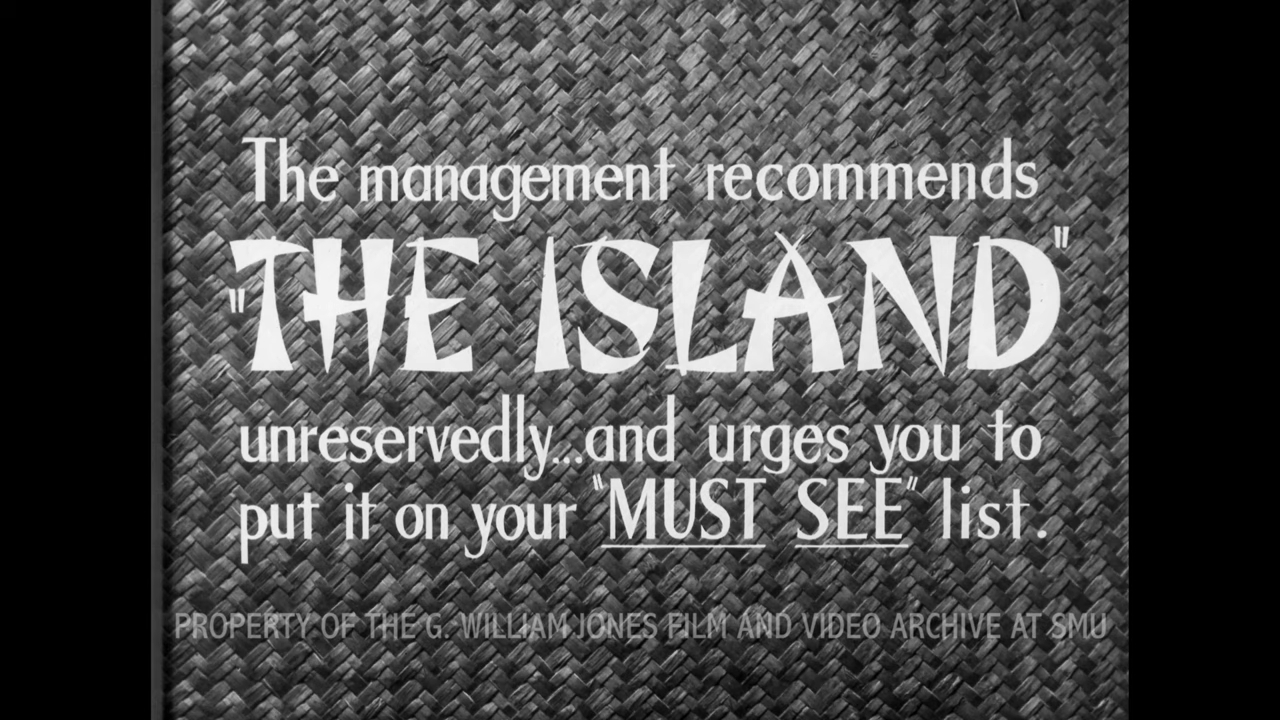 The management recommends
"THE ISLAND"
unreservedly...and urges you to
put it on your "MUST SEE" list.
PROPERTY OF THE G. WILLIAM JONES FILM AND VIDEO ARCHIVE AT SMU